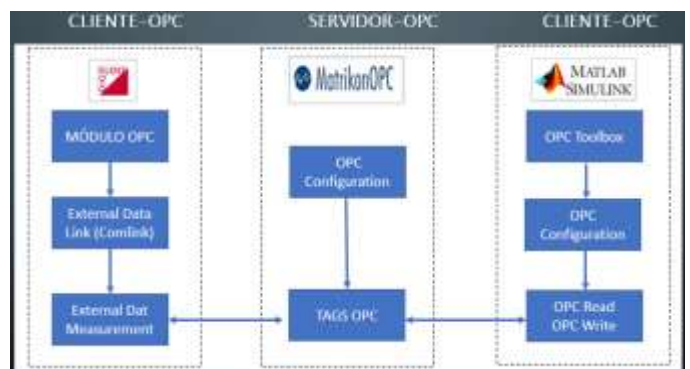 CLIENTE-OPC
SERVIDOR-OPC
CLIENTE-OPC
MatrikonOPC
MATLAB
SIMULINK
MÓDULO OPC
External Data
Link (Comlink)
External Dat
Measurement
OPC
Configuration
TAGS OPC
OPC Toolbox
OPC
Configuration
OPC Read
OPC Write